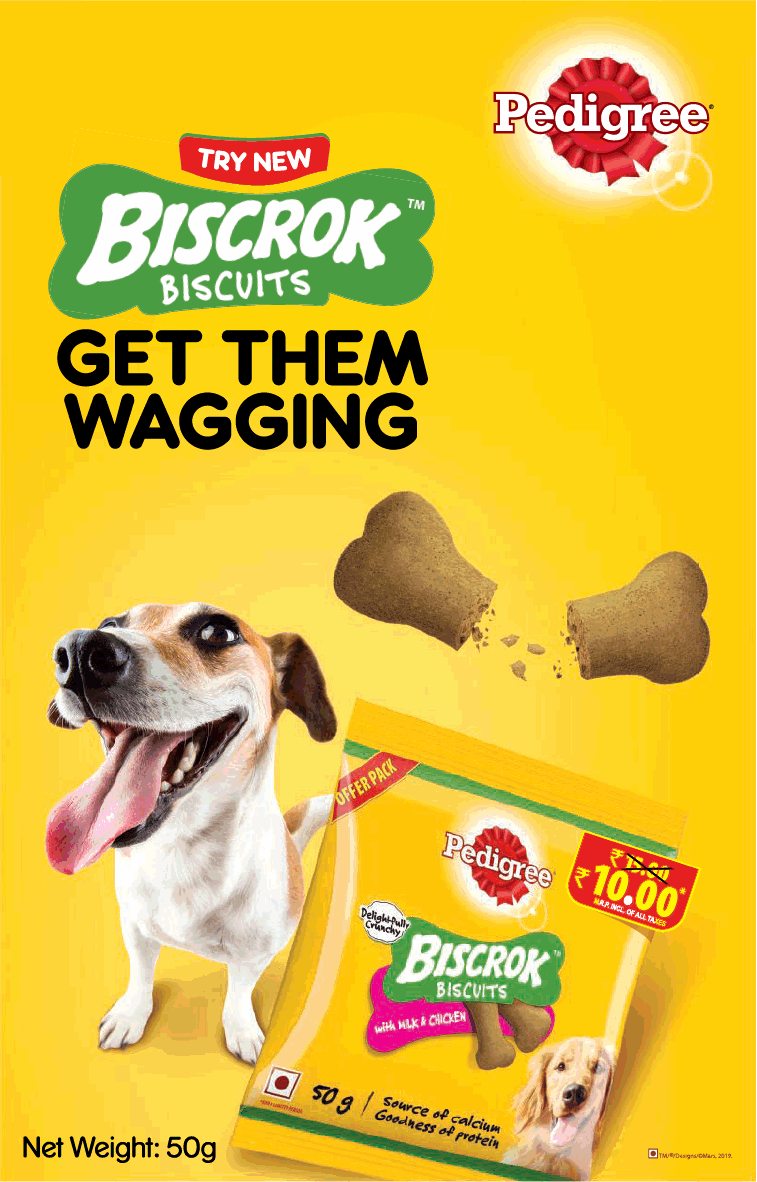 Pedigree®
TRY NEW
BISCROK™
BISCUITS
GET THEM
WAGGING
OFFER PACK
Pedigree
₹
₹ 10.00*
M.R.P. INCL. OF ALL TAXES
Delightfully
Crunchy
BISCROK™
BISCUITS
with MILK & CHICKEN
50g / Source of calcium
Goodness of protein
Net Weight: 50g
TM/®/Designs/©Mars, 2019.